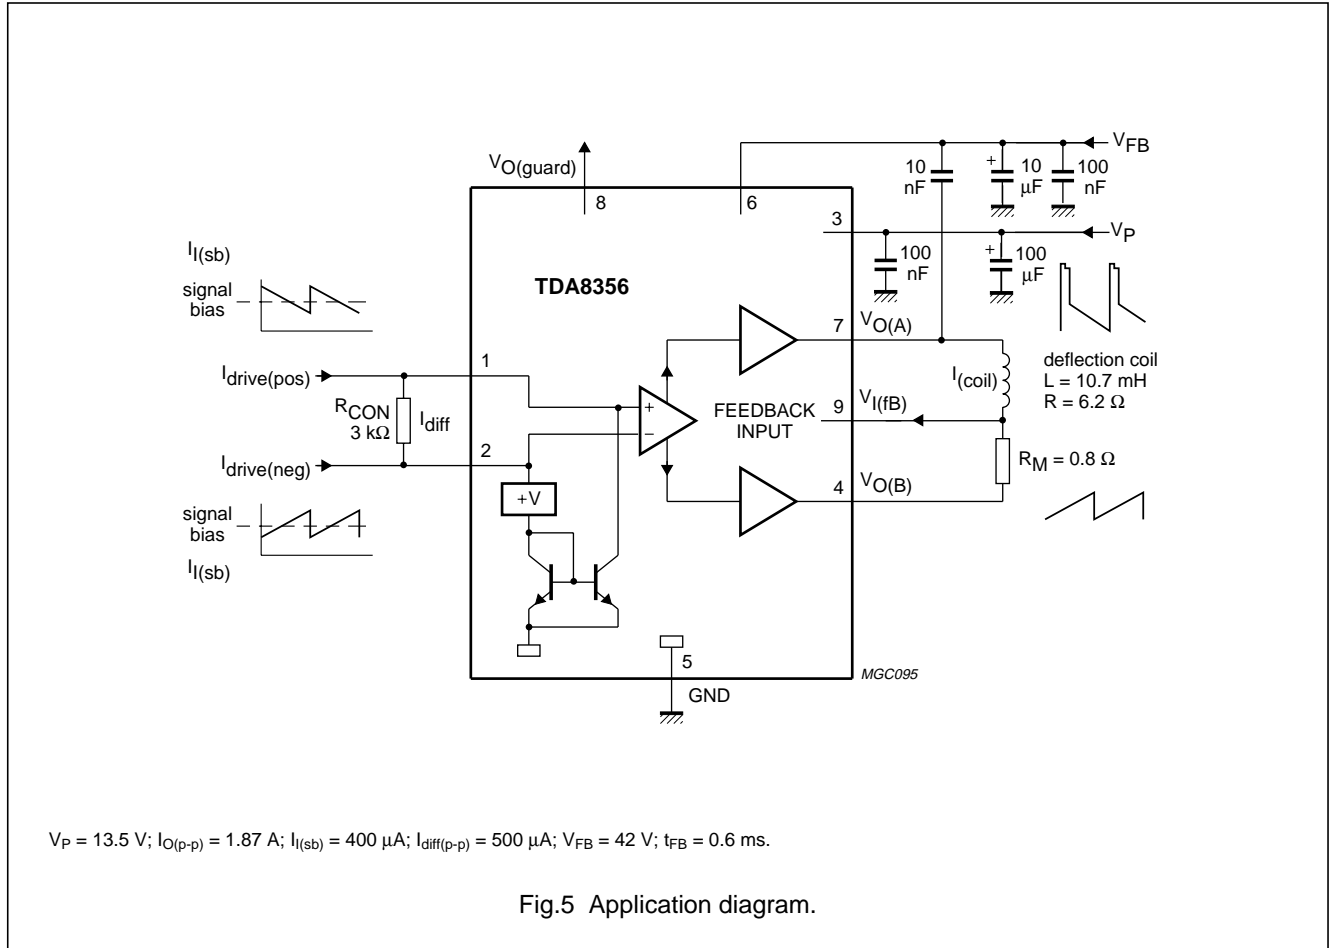 V_FB
V_O(guard)
10 nF
+ 10 µF
100 nF
8
6
3
V_P
I_I(sb)
100 nF
+ 100 µF
signal bias
TDA8356
7
V_O(A)
1
deflection coil
L = 10.7 mH
R = 6.2 Ω
I_drive(pos)
I_(coil)
R_CON
3 kΩ
I_diff
+
−
FEEDBACK
INPUT
9
V_I(fB)
2
I_drive(neg)
R_M = 0.8 Ω
4
V_O(B)
+V
signal bias
I_I(sb)
5
GND
MGC095
V_P = 13.5 V; I_O(p-p) = 1.87 A; I_I(sb) = 400 µA; I_diff(p-p) = 500 µA; V_FB = 42 V; t_FB = 0.6 ms.
Fig.5 Application diagram.